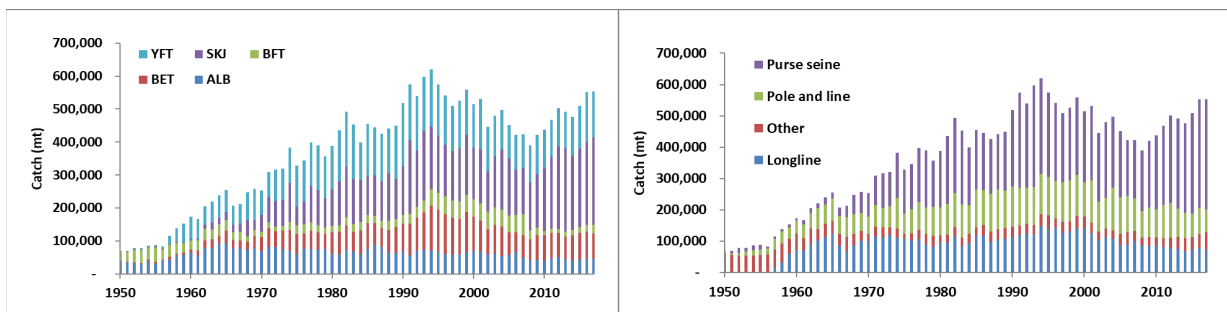 700,000
600,000
500,000
400,000
300,000
200,000
100,000
-
Catch (mt)
YFT SKJ BFT
BET ALB
1950 1960 1970 1980 1990 2000 2010
700,000
600,000
500,000
400,000
300,000
200,000
100,000
-
Catch (mt)
Purse seine
Pole and line
Other
Longline
1950 1960 1970 1980 1990 2000 2010